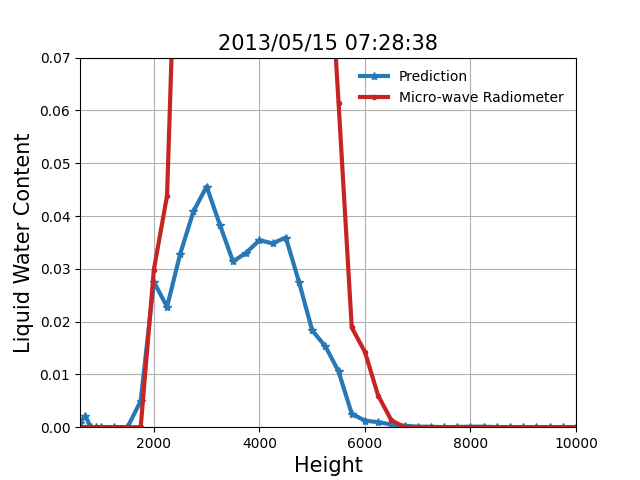 2013/05/15 07:28:38
Prediction
Micro-wave Radiometer
Liquid Water Content
0.07
0.06
0.05
0.04
0.03
0.02
0.01
0.00
2000 4000 6000 8000 10000
Height